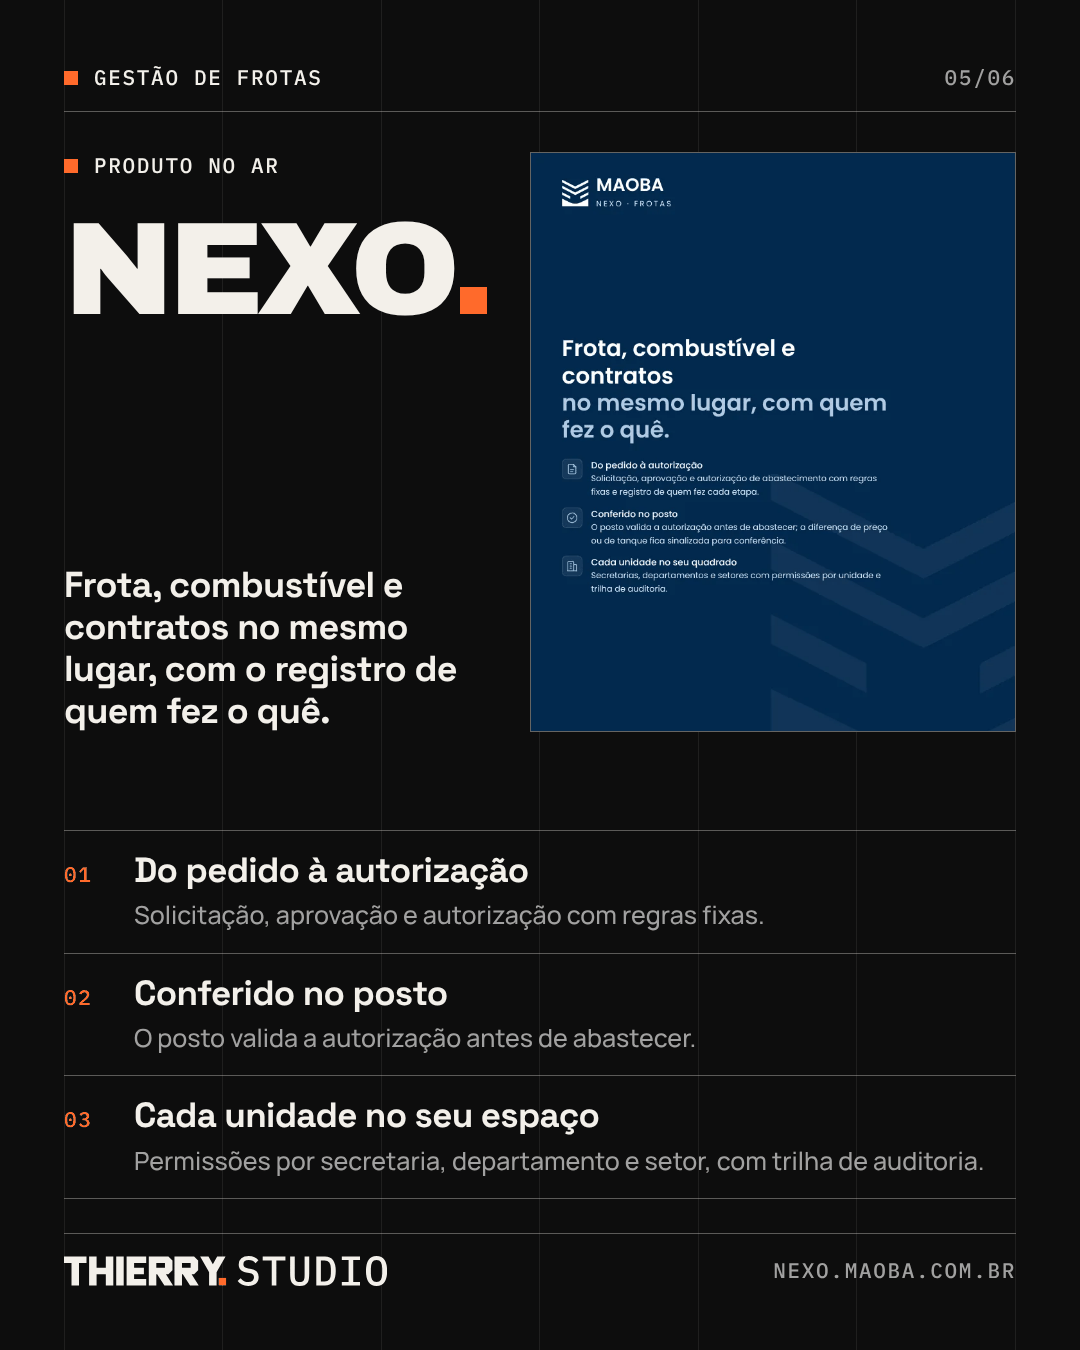 GESTÃO DE FROTAS
05/06
PRODUTO NO AR
NEXO.
Frota, combustível e
contratos no mesmo
lugar, com o registro de
quem fez o quê.
MAOBA
NEXO · FROTAS
Frota, combustível e
contratos
no mesmo lugar, com quem
fez o quê.
Do pedido à autorização
Solicitação, aprovação e autorização de abastecimento com regras
fixas e registro de quem fez cada etapa.
Conferido no posto
O posto valida a autorização antes de abastecer; a diferença de preço
ou de tanque fica sinalizada para conferência.
Cada unidade no seu quadrado
Secretarias, departamentos e setores com permissões por unidade e
trilha de auditoria.
01 Do pedido à autorização
Solicitação, aprovação e autorização com regras fixas.
02 Conferido no posto
O posto valida a autorização antes de abastecer.
03 Cada unidade no seu espaço
Permissões por secretaria, departamento e setor, com trilha de auditoria.
THIERRY. STUDIO
NEXO.MAOBA.COM.BR